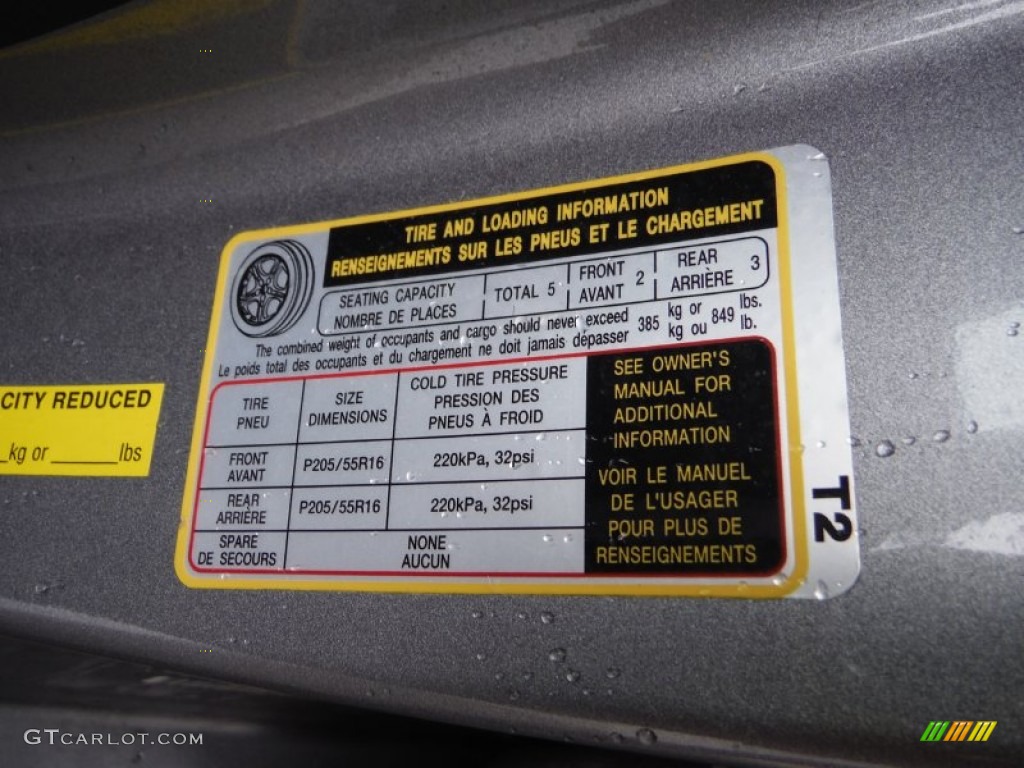 TIRE AND LOADING INFORMATION
RENSEIGNEMENTS SUR LES PNEUS ET LE CHARGEMENT
SEATING CAPACITY
NOMBRE DE PLACES
TOTAL 5
FRONT
AVANT 2
REAR
ARRIÈRE 3
The combined weight of occupants and cargo should never exceed 385 kg or 849 lbs.
Le poids total des occupants et du chargement ne doit jamais dépasser kg ou lb.
TIRE
PNEU
SIZE
DIMENSIONS
COLD TIRE PRESSURE
PRESSION DES
PNEUS À FROID
FRONT
AVANT
P205/55R16
220kPa, 32psi
REAR
ARRIÈRE
P205/55R16
220kPa, 32psi
SPARE
DE SECOURS
NONE
AUCUN
SEE OWNER'S
MANUAL FOR
ADDITIONAL
INFORMATION
VOIR LE MANUEL
DE L'USAGER
POUR PLUS DE
RENSEIGNEMENTS
T2
CITY REDUCED
_kg or ______lbs
GTCARLOT.COM